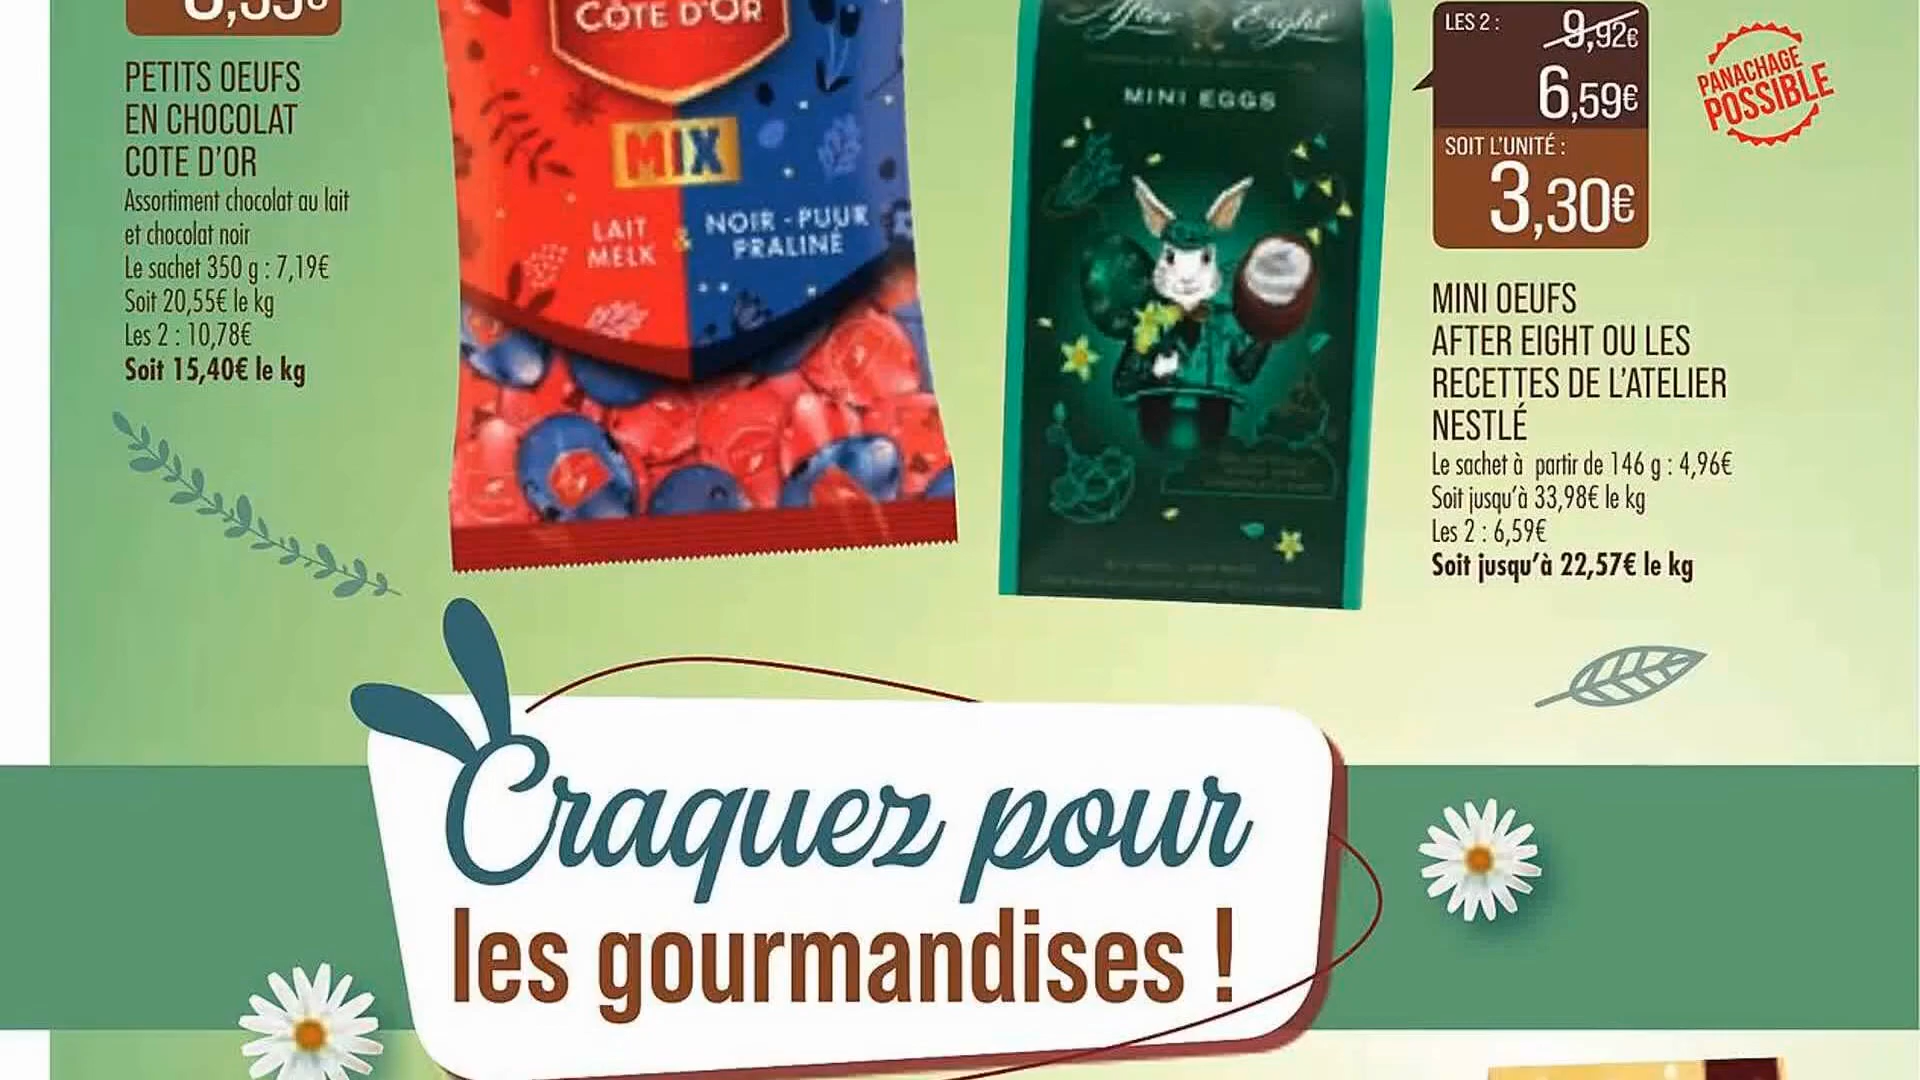 PETITS OEUFS
EN CHOCOLAT
COTE D'OR
Assortiment chocolat au lait
et chocolat noir
Le sachet 350 g : 7,19€
Soit 20,55€ le kg
Les 2 : 10,78€
Soit 15,40€ le kg
CÔTE D'OR
MIX
LAIT
MELK
&
NOIR - PUUR
PRALINÉ
After Eight
MINI EGGS
LES 2 :
9,92€
6,59€
SOIT L'UNITÉ :
3,30€
PANACHAGE
POSSIBLE
MINI OEUFS
AFTER EIGHT OU LES
RECETTES DE L'ATELIER
NESTLÉ
Le sachet à partir de 146 g : 4,96€
Soit jusqu'à 33,98€ le kg
Les 2 : 6,59€
Soit jusqu'à 22,57€ le kg
Craquez pour
les gourmandises !